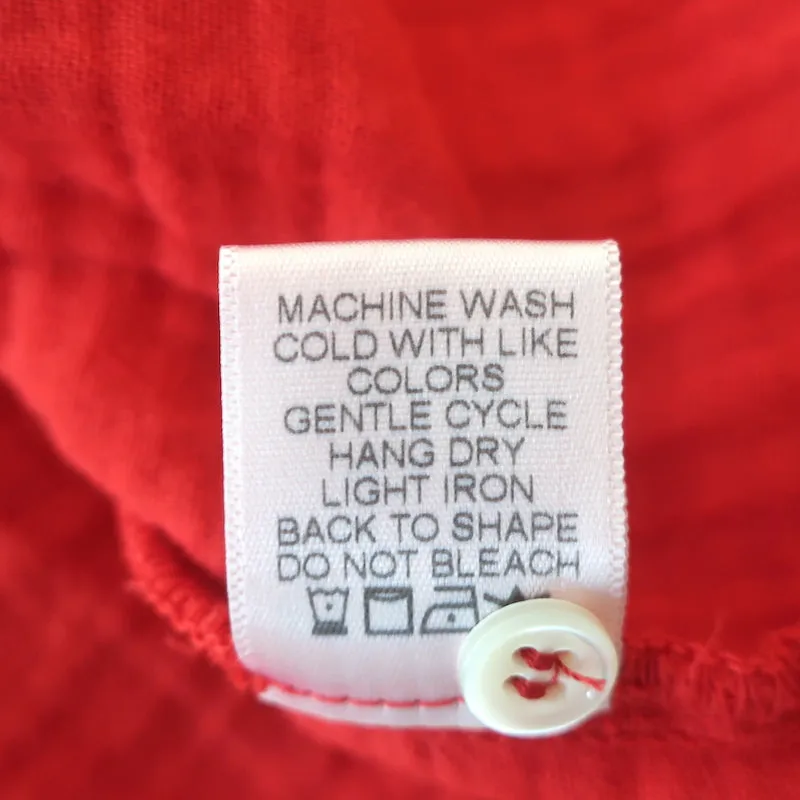 MACHINE WASH
COLD WITH LIKE
COLORS
GENTLE CYCLE
HANG DRY
LIGHT IRON
BACK TO SHAPE
DO NOT BLEACH